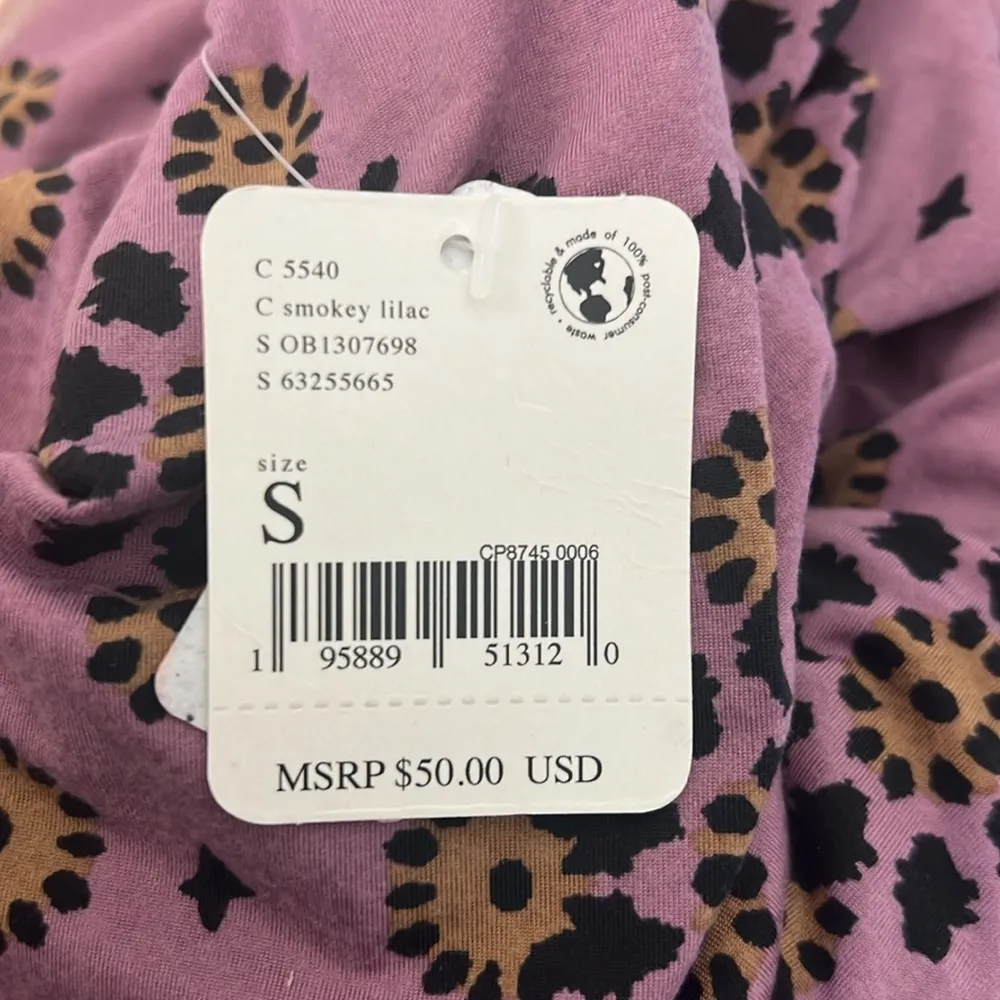 C 5540
C smokey lilac
S OB1307698
S 63255665
recyclable & made of 100% post-consumer waste •
size
S
CP8745 0006
1 95889 51312 0
MSRP $50.00 USD